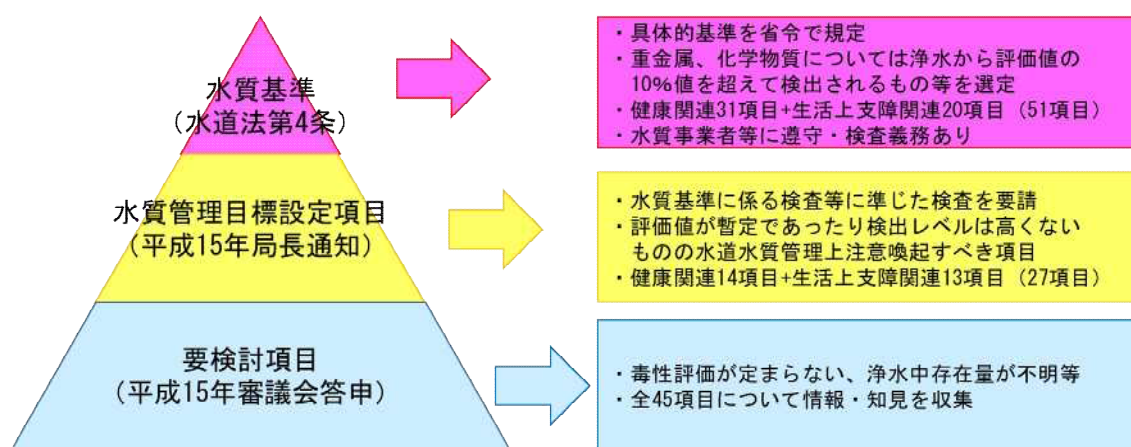 水質基準
(水道法第4条)
・具体的基準を省令で規定
・重金属、化学物質については浄水から評価値の
10%値を超えて検出されるもの等を選定
・健康関連31項目+生活上支障関連20項目（51項目）
・水質事業者等に遵守・検査義務あり
水質管理目標設定項目
(平成15年局長通知)
・水質基準に係る検査等に準じた検査を要請
・評価値が暫定であったり検出レベルは高くない
ものの水道水質管理上注意喚起すべき項目
・健康関連14項目+生活上支障関連13項目（27項目）
要検討項目
(平成15年審議会答申)
・毒性評価が定まらない、浄水中存在量が不明等
・全45項目について情報・知見を収集